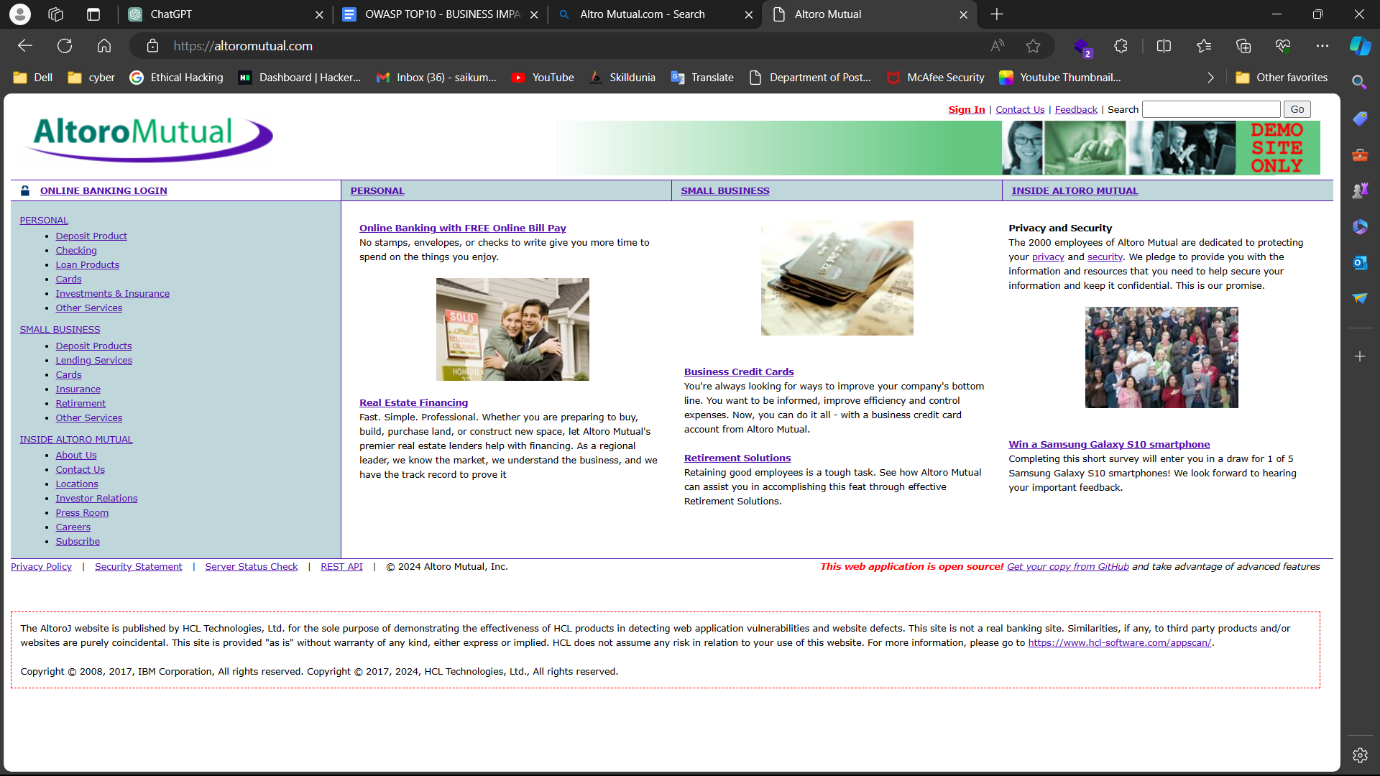 ChatGPT
OWASP TOP10 - BUSINESS IMPA
Altro Mutual.com - Search
Altoro Mutual
https://altoromutual.com
2
Dell
cyber
Ethical Hacking
Dashboard | Hacker...
Inbox (36) - saikum...
YouTube
Skilldunia
Translate
Department of Post...
McAfee Security
Youtube Thumbnail...
Other favorites
Sign In | Contact Us | Feedback | Search
Go
AltoroMutual
DEMO
SITE
ONLY
ONLINE BANKING LOGIN
PERSONAL
SMALL BUSINESS
INSIDE ALTORO MUTUAL
PERSONAL
Deposit Product
Checking
Loan Products
Cards
Investments & Insurance
Other Services
SMALL BUSINESS
Deposit Products
Lending Services
Cards
Insurance
Retirement
Other Services
INSIDE ALTORO MUTUAL
About Us
Contact Us
Locations
Investor Relations
Press Room
Careers
Subscribe
Online Banking with FREE Online Bill Pay
No stamps, envelopes, or checks to write give you more time to
spend on the things you enjoy.
SOLD
Real Estate Financing
Fast. Simple. Professional. Whether you are preparing to buy,
build, purchase land, or construct new space, let Altoro Mutual's
premier real estate lenders help with financing. As a regional
leader, we know the market, we understand the business, and we
have the track record to prove it
Business Credit Cards
You're always looking for ways to improve your company's bottom
line. You want to be informed, improve efficiency and control
expenses. Now, you can do it all - with a business credit card
account from Altoro Mutual.
Retirement Solutions
Retaining good employees is a tough task. See how Altoro Mutual
can assist you in accomplishing this feat through effective
Retirement Solutions.
Privacy and Security
The 2000 employees of Altoro Mutual are dedicated to protecting
your privacy and security. We pledge to provide you with the
information and resources that you need to help secure your
information and keep it confidential. This is our promise.
Win a Samsung Galaxy S10 smartphone
Completing this short survey will enter you in a draw for 1 of 5
Samsung Galaxy S10 smartphones! We look forward to hearing
your important feedback.
Privacy Policy | Security Statement | Server Status Check | REST API | © 2024 Altoro Mutual, Inc.
This web application is open source! Get your copy from GitHub and take advantage of advanced features
The AltoroJ website is published by HCL Technologies, Ltd. for the sole purpose of demonstrating the effectiveness of HCL products in detecting web application vulnerabilities and website defects. This site is not a real banking site. Similarities, if any, to third party products and/or
websites are purely coincidental. This site is provided "as is" without warranty of any kind, either express or implied. HCL does not assume any risk in relation to your use of this website. For more information, please go to https://www.hcl-software.com/appscan/.
Copyright © 2008, 2017, IBM Corporation, All rights reserved. Copyright © 2017, 2024, HCL Technologies, Ltd., All rights reserved.